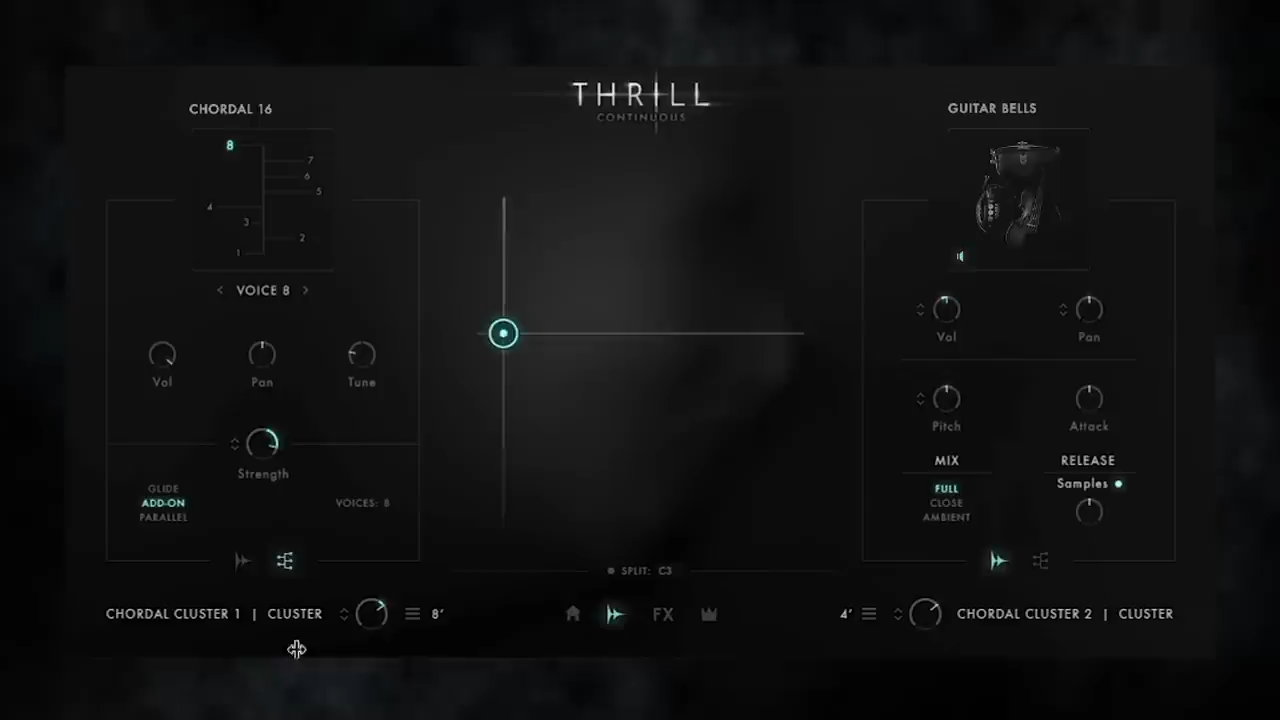 THRILL
CONTINUOUS
CHORDAL 16
8
7
6
5
4
3
2
1
< VOICE 8 >
Vol
Pan
Tune
Strength
GLIDE
ADD-ON
PARALLEL
VOICES: 8
GUITAR BELLS
Vol
Pan
Pitch
Attack
MIX
FULL
CLOSE
AMBIENT
RELEASE
Samples
SPLIT: C3
CHORDAL CLUSTER 1 | CLUSTER
8'
FX
4'
CHORDAL CLUSTER 2 | CLUSTER